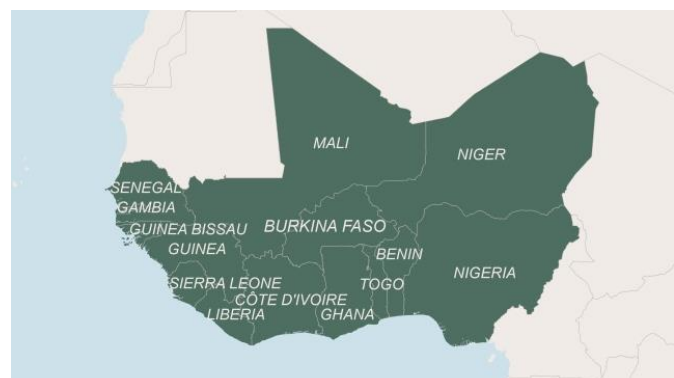 MALI
NIGER
SENEGAL
GAMBIA
GUINEA BISSAU
BURKINA FASO
GUINEA
BENIN
NIGERIA
SIERRA LEONE
TOGO
CÔTE D'IVOIRE
LIBERIA
GHANA